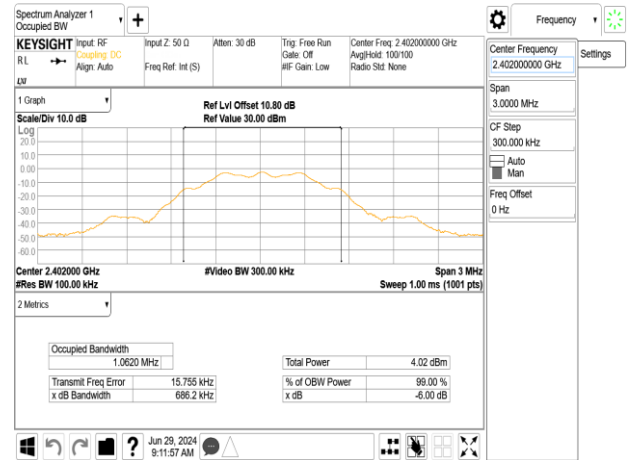 Spectrum Analyzer 1
Occupied BW
Frequency
KEYSIGHT
RL
LXI
Input: RF
Coupling: DC
Align: Auto
Input Z: 50 Ω
Freq Ref: Int (S)
Atten: 30 dB
Trig: Free Run
Gate: Off
#IF Gain: Low
Center Freq: 2.402000000 GHz
Avg|Hold: 100/100
Radio Std: None
Center Frequency
2.402000000 GHz
Settings
Span
3.0000 MHz
CF Step
300.000 kHz
Auto
Man
Freq Offset
0 Hz
1 Graph
Ref Lvl Offset 10.80 dB
Scale/Div 10.0 dB
Ref Value 30.00 dBm
Log
20.0
10.0
0.00
-10.0
-20.0
-30.0
-40.0
-50.0
-60.0
Center 2.402000 GHz
#Video BW 300.00 kHz
Span 3 MHz
#Res BW 100.00 kHz
Sweep 1.00 ms (1001 pts)
2 Metrics
Occupied Bandwidth
1.0620 MHz
Total Power 4.02 dBm
Transmit Freq Error 15.755 kHz
% of OBW Power 99.00 %
x dB Bandwidth 686.2 kHz
x dB -6.00 dB
?
Jun 29, 2024
9:11:57 AM